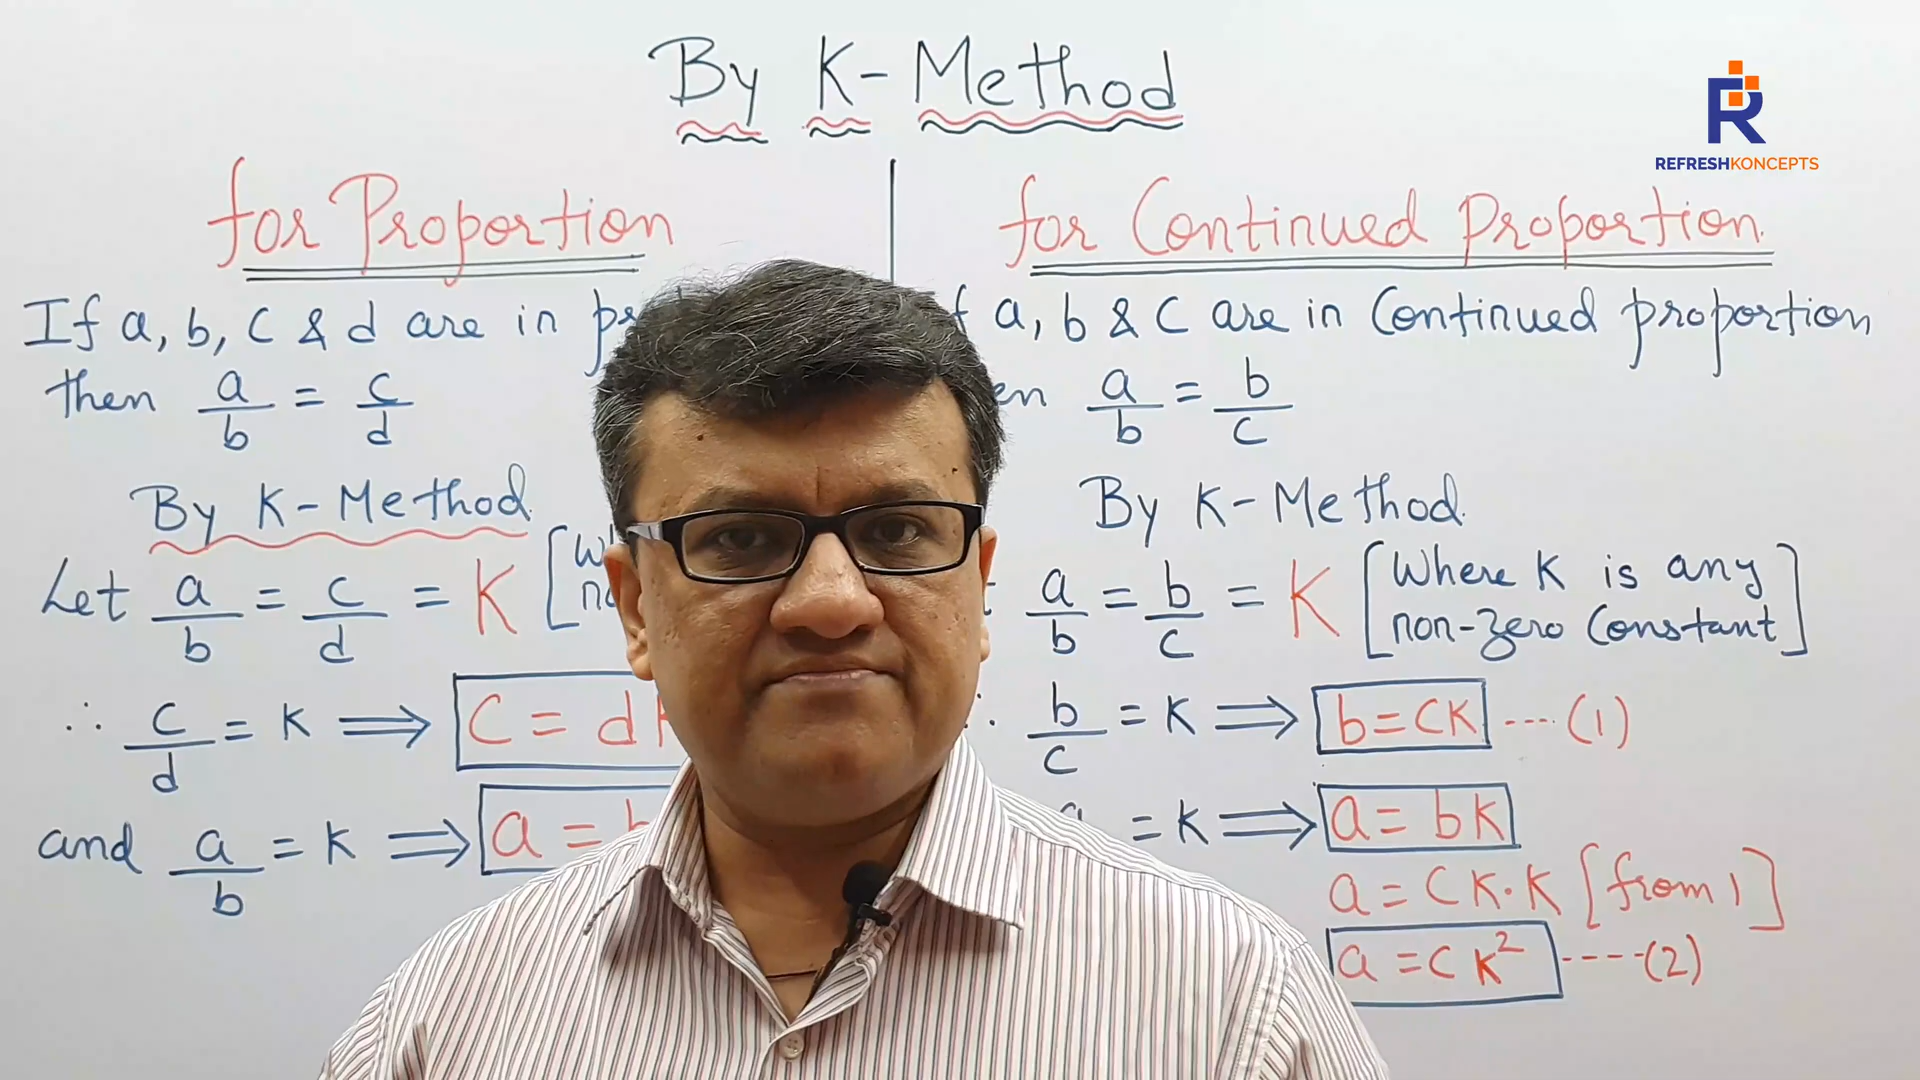 By K-Method
REFRESHKONCEPTS
for Proportion
If a, b, c & d are in
then a/b = c/d
By K-Method
Let a/b = c/d = K
∴ c/d = K ⟹ c = dK
and a/b = K ⟹ a =
for Continued Proportion
a, b & c are in Continued proportion
a/b = b/c
By K-Method
a/b = b/c = K [Where K is any
non-zero Constant]
∴ b/c = K ⟹ b = cK ---- (1)
= K ⟹ a = bK
a = cK·K [from 1]
a = cK² ----- (2)